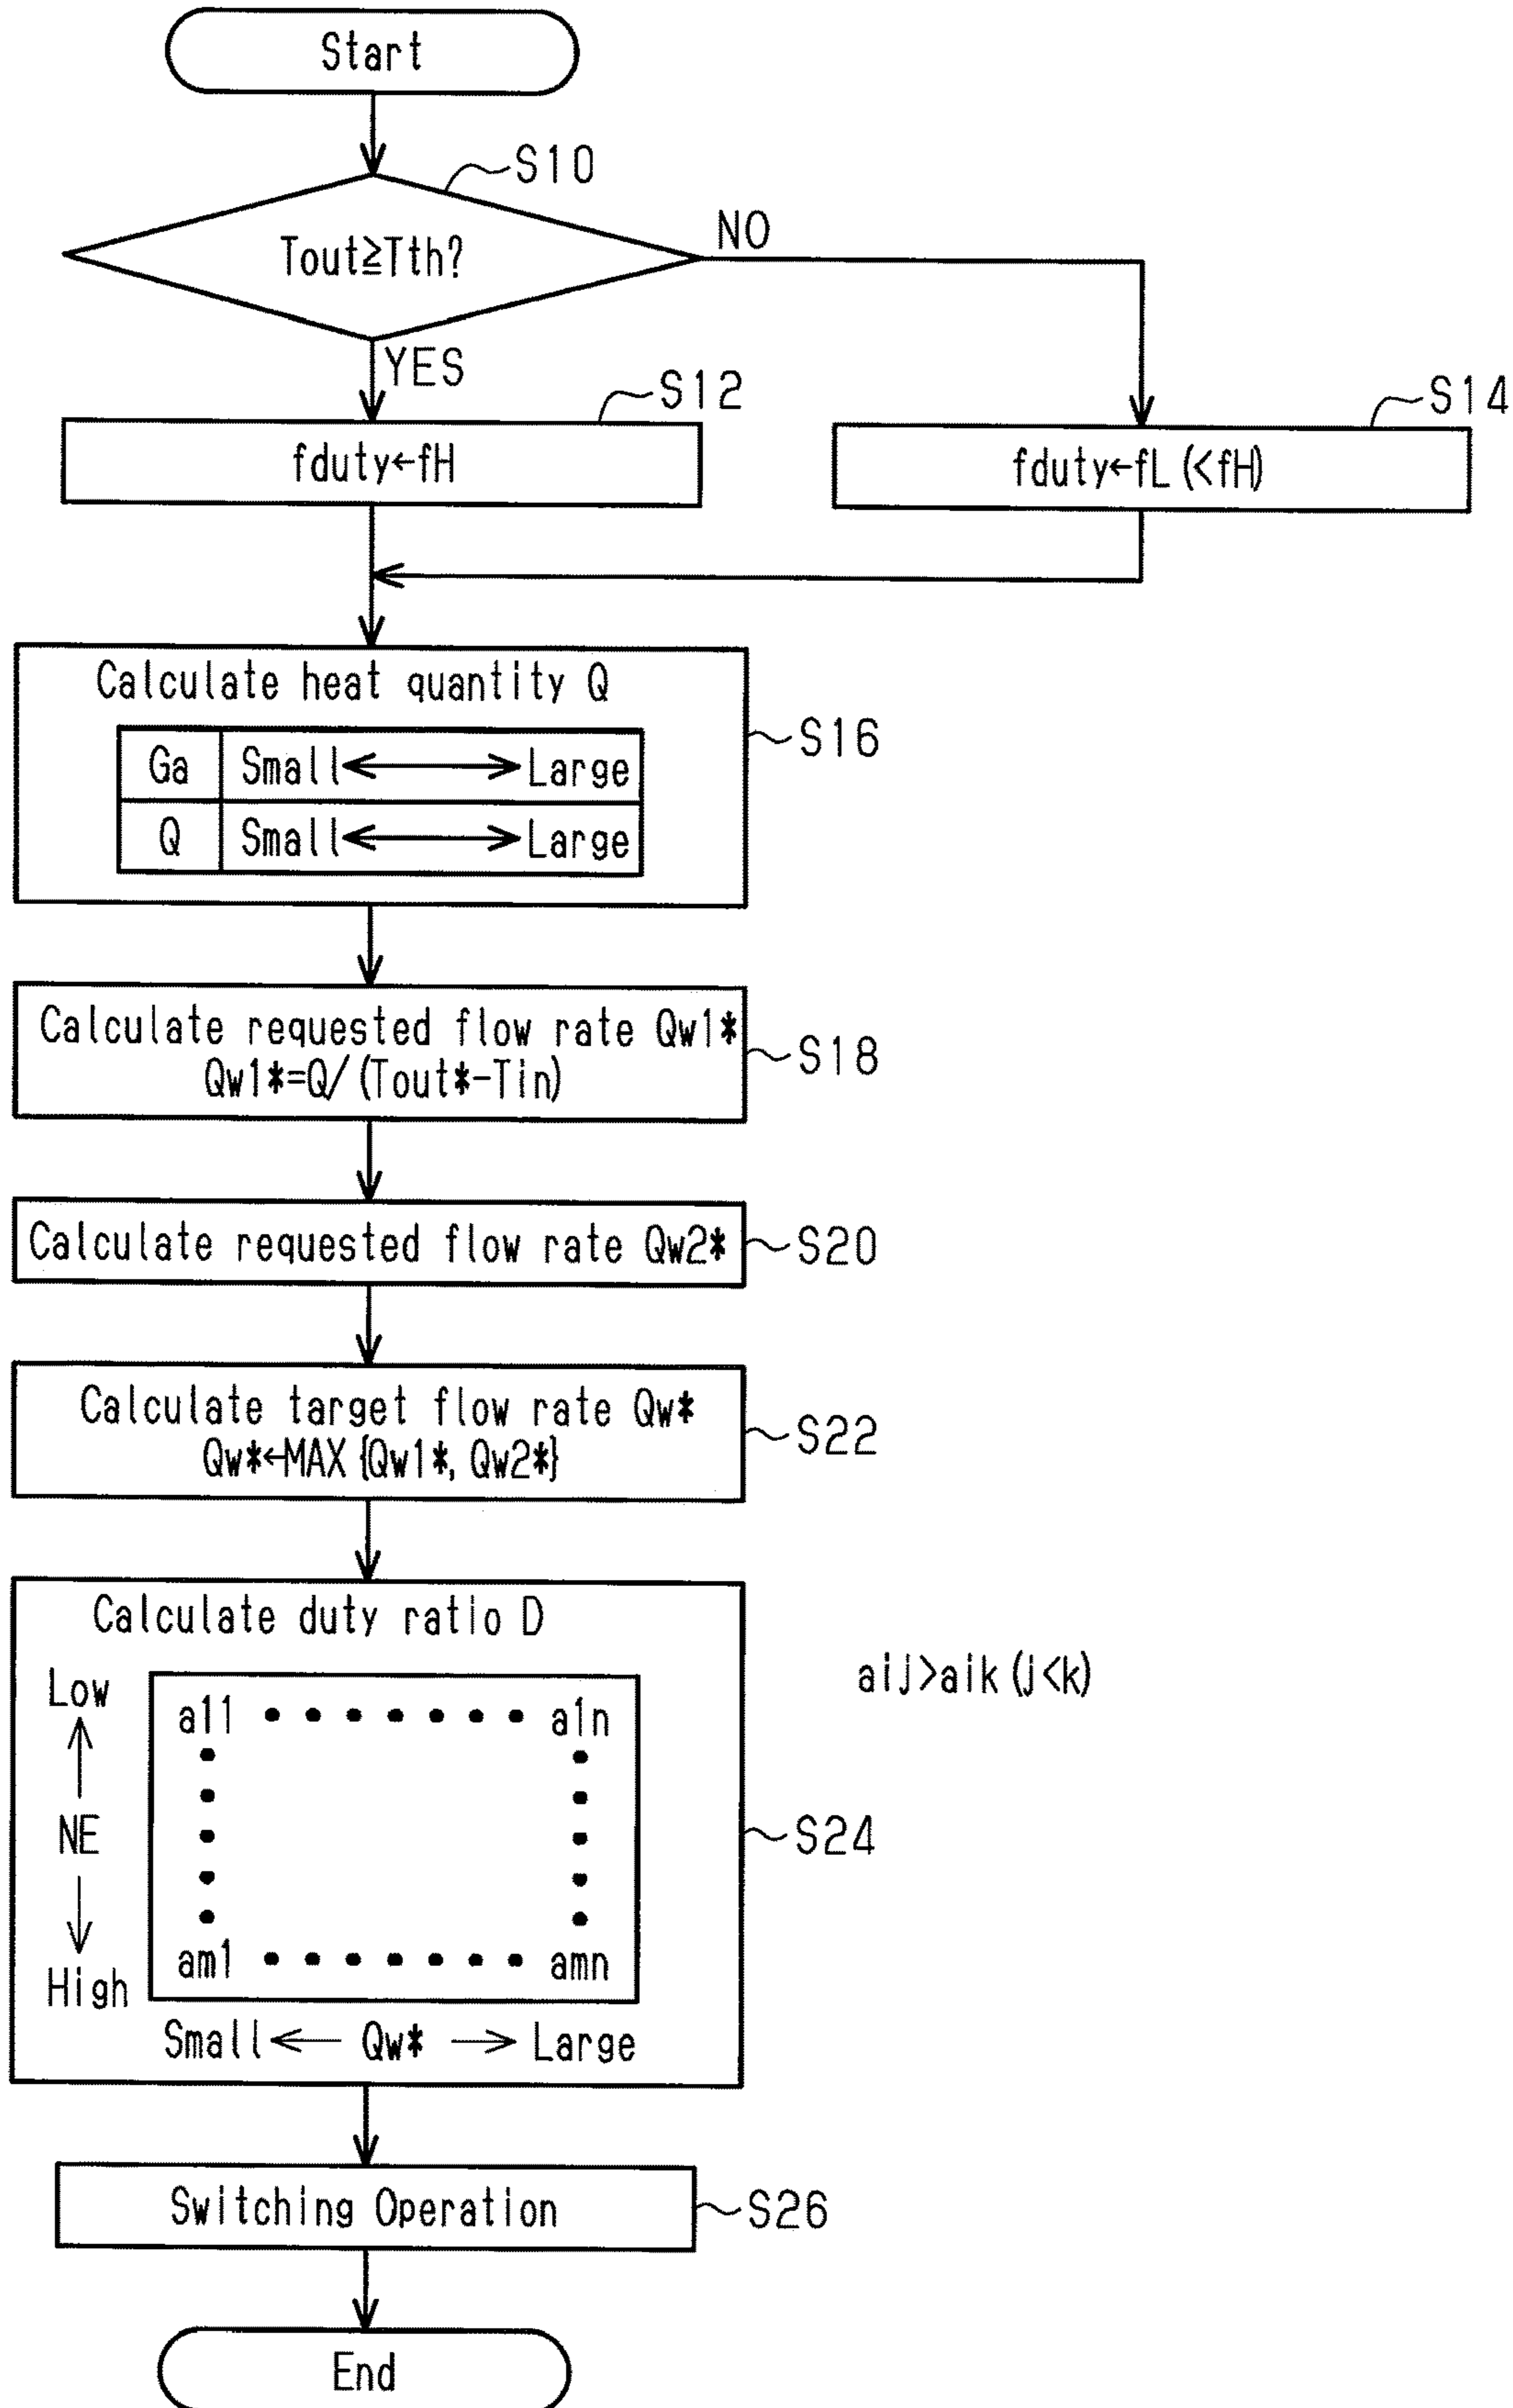 Start
S10
Tout≧Tth?
NO
YES
S12
fduty←fH
S14
fduty←fL(<fH)
Calculate heat quantity Q
S16
Ga Small Large
Q Small Large
Calculate requested flow rate Qw1*
Qw1*=Q/(Tout*-Tin)
S18
Calculate requested flow rate Qw2*
S20
Calculate target flow rate Qw*
Qw*←MAX{Qw1*, Qw2*}
S22
Calculate duty ratio D
aij>aik(j<k)
Low
a11 ・・・・・・・ a1n
NE
S24
am1 ・・・・・・・ amn
High
Small ← Qw* → Large
Switching Operation
S26
End